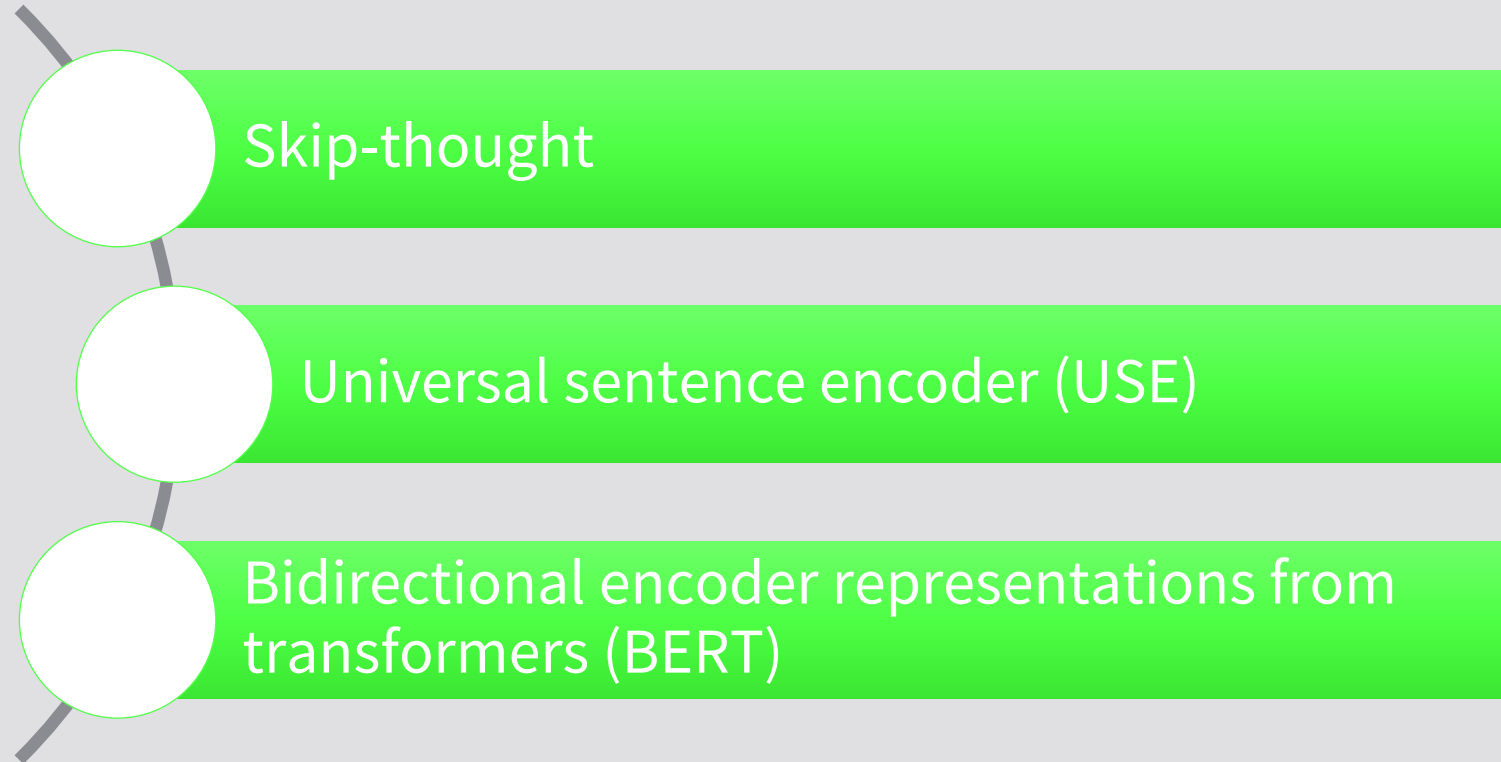 Skip-thought
Universal sentence encoder (USE)
Bidirectional encoder representations from
transformers (BERT)